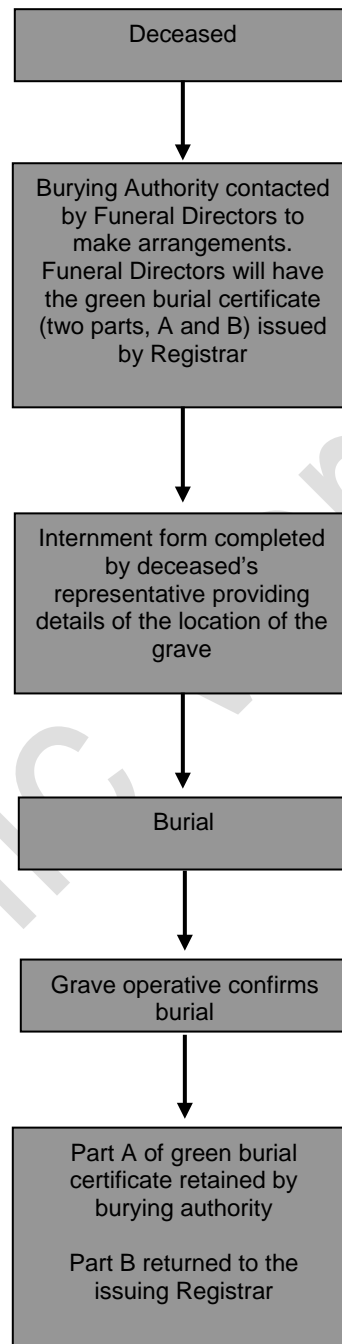 Deceased
Burying Authority contacted
by Funeral Directors to
make arrangements.
Funeral Directors will have
the green burial certificate
(two parts, A and B) issued
by Registrar
Internment form completed
by deceased's
representative providing
details of the location of the
grave
Burial
Grave operative confirms
burial
Part A of green burial
certificate retained by
burying authority
Part B returned to the
issuing Registrar